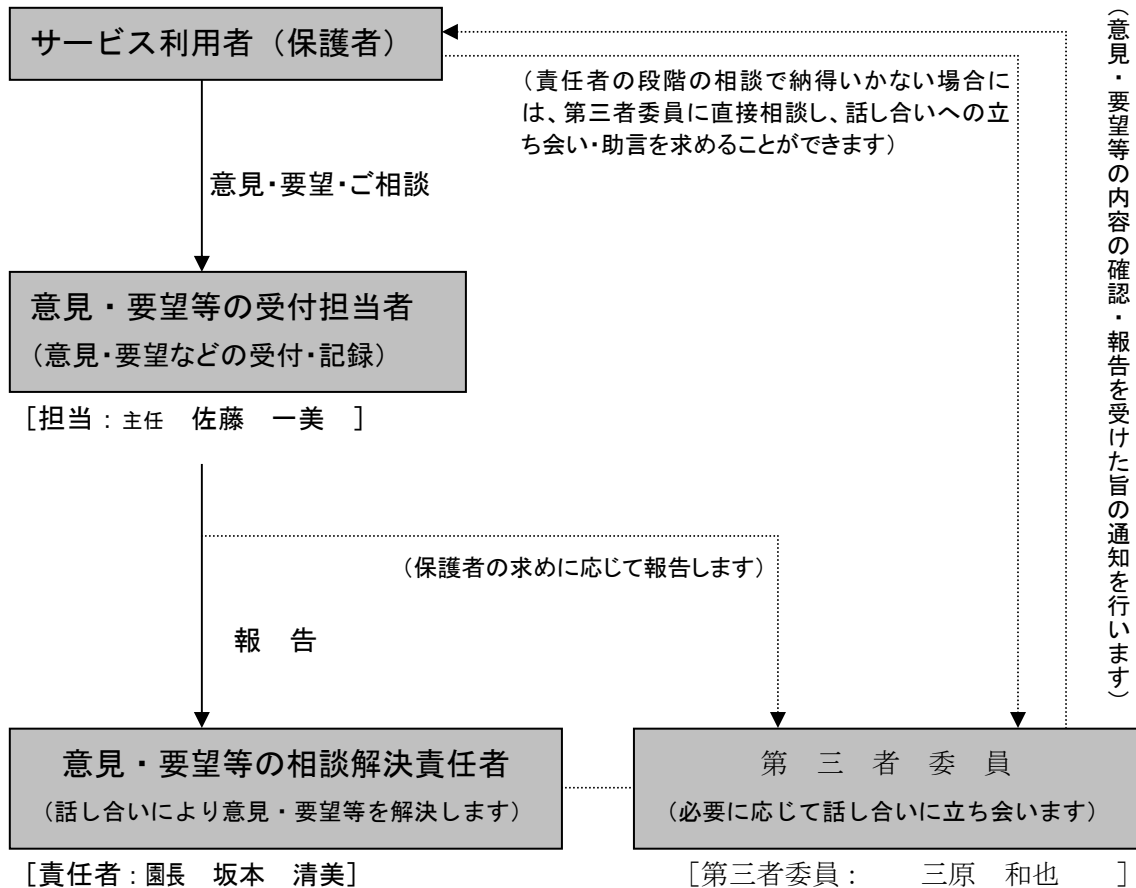 サービス利用者（保護者）
（責任者の段階の相談で納得いかない場合に
は、第三者委員に直接相談し、話し合いへの立
ち会い・助言を求めることができます）
（意見・要望等の内容の確認・報告を受けた旨の通知を行います）
意見・要望・ご相談
意見・要望等の受付担当者
（意見・要望などの受付・記録）
［担当：主任　佐藤　一美　］
（保護者の求めに応じて報告します）
報　告
意見・要望等の相談解決責任者
（話し合いにより意見・要望等を解決します）
［責任者：園長　坂本　清美］
第　三　者　委　員
（必要に応じて話し合いに立ち会います）
［第三者委員：　　三原　和也　　］